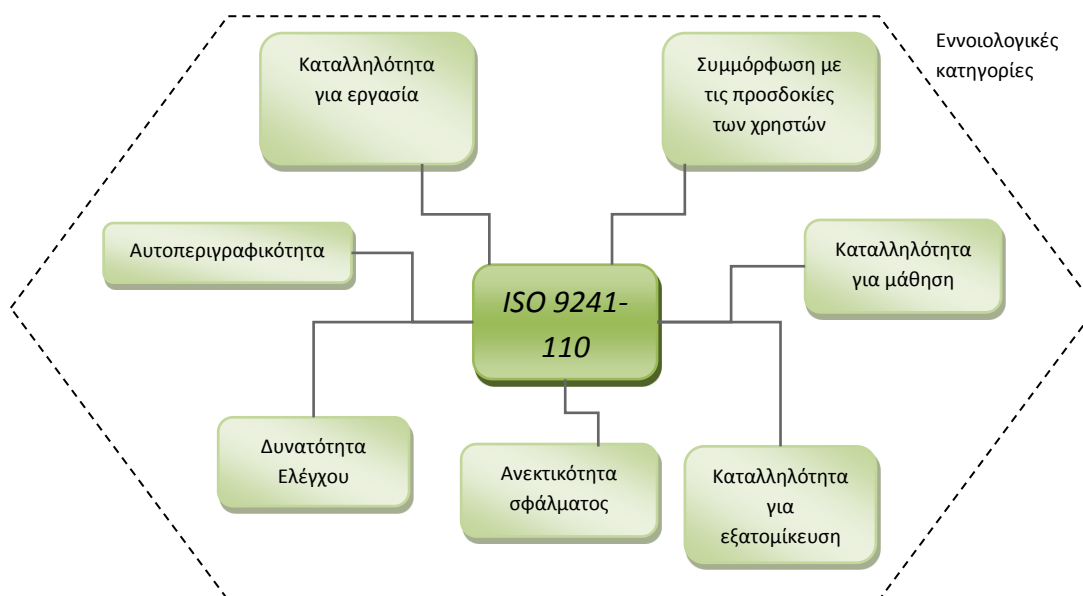 Εννοιολογικές
κατηγορίες
Καταλληλότητα
για εργασία
Συμμόρφωση με
τις προσδοκίες
των χρηστών
Αυτοπεριγραφικότητα
Καταλληλότητα
για μάθηση
ISO 9241-
110
Δυνατότητα
Ελέγχου
Ανεκτικότητα
σφάλματος
Καταλληλότητα
για
εξατομίκευση